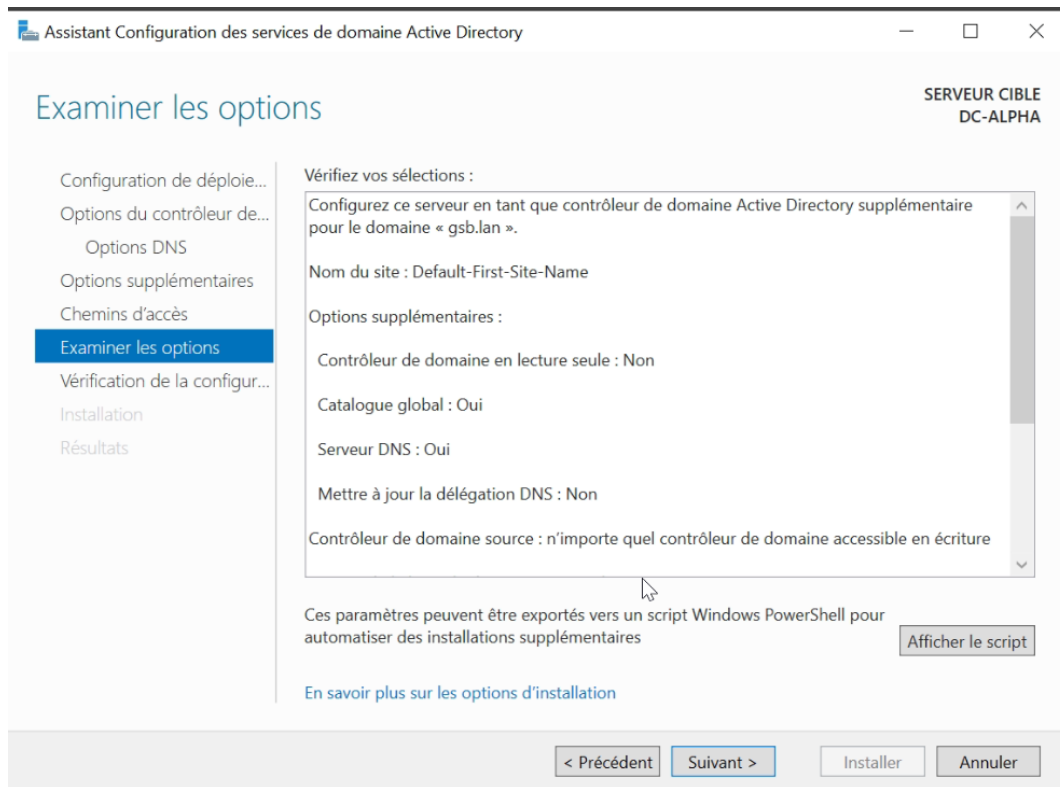 Assistant Configuration des services de domaine Active Directory
Examiner les options
SERVEUR CIBLE
DC-ALPHA
Configuration de déploie...
Options du contrôleur de...
Options DNS
Options supplémentaires
Chemins d'accès
Examiner les options
Vérification de la configur...
Installation
Résultats
Vérifiez vos sélections :
Configurez ce serveur en tant que contrôleur de domaine Active Directory supplémentaire
pour le domaine « gsb.lan ».
Nom du site : Default-First-Site-Name
Options supplémentaires :
Contrôleur de domaine en lecture seule : Non
Catalogue global : Oui
Serveur DNS : Oui
Mettre à jour la délégation DNS : Non
Contrôleur de domaine source : n'importe quel contrôleur de domaine accessible en écriture
Ces paramètres peuvent être exportés vers un script Windows PowerShell pour
automatiser des installations supplémentaires
Afficher le script
En savoir plus sur les options d'installation
< Précédent
Suivant >
Installer
Annuler